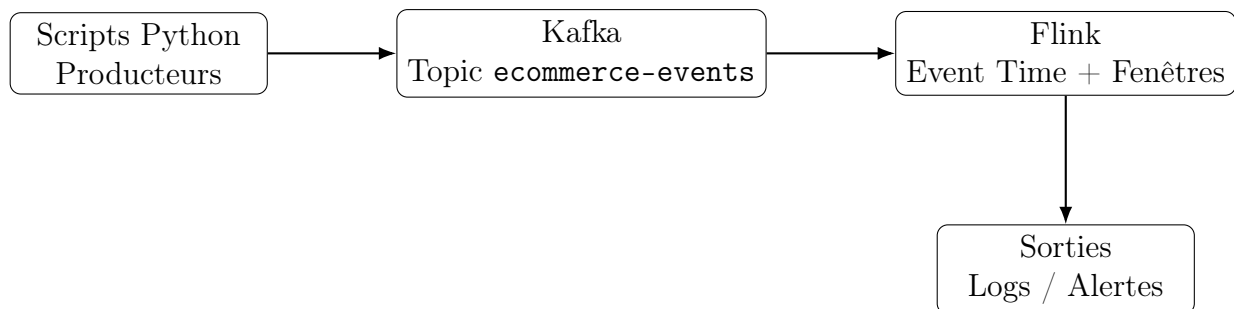 Scripts Python
Producteurs
Kafka
Topic ecommerce-events
Flink
Event Time + Fenêtres
Sorties
Logs / Alertes